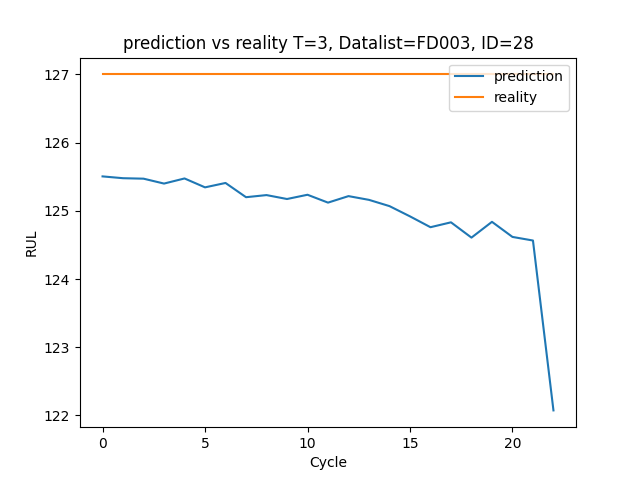 prediction vs reality T=3, Datalist=FD003, ID=28
127
126
125
124
123
122
RUL
prediction
reality
0 5 10 15 20
Cycle